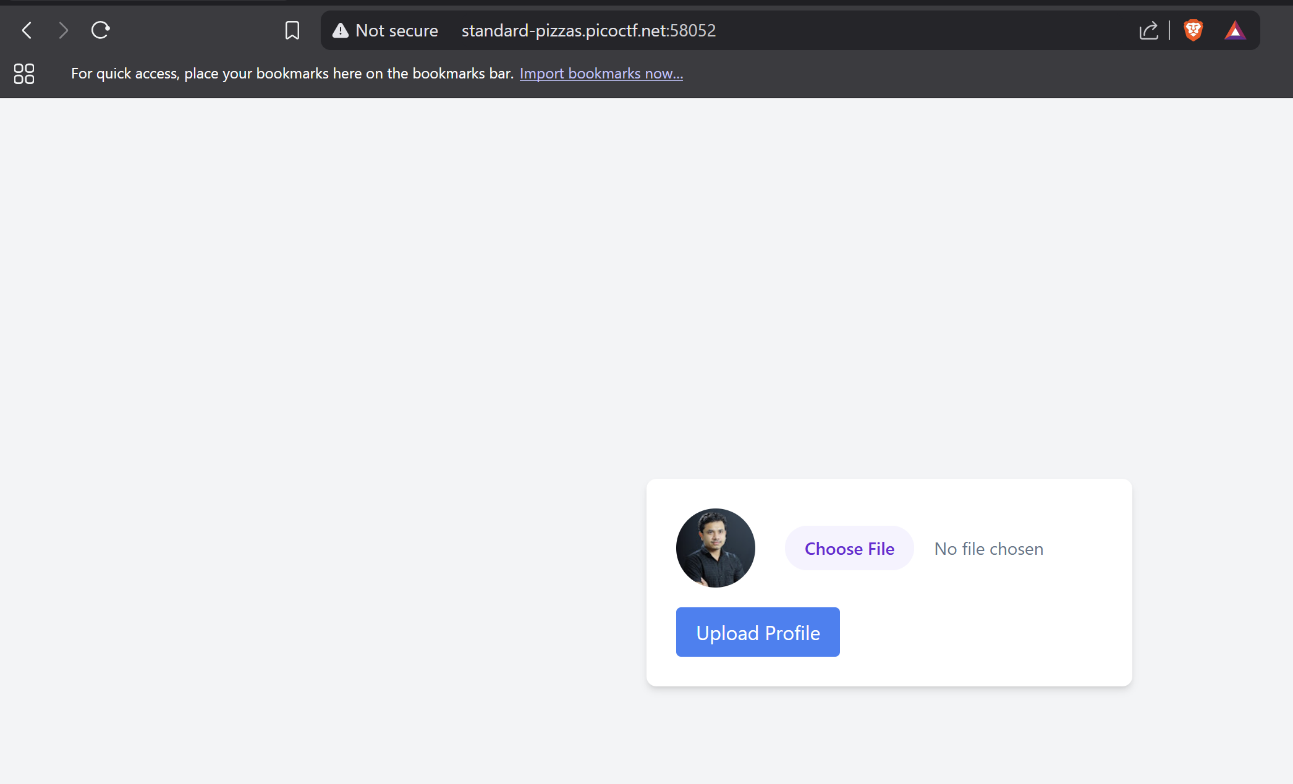 Not secure standard-pizzas.picoctf.net:58052
For quick access, place your bookmarks here on the bookmarks bar. Import bookmarks now...
Choose File No file chosen
Upload Profile